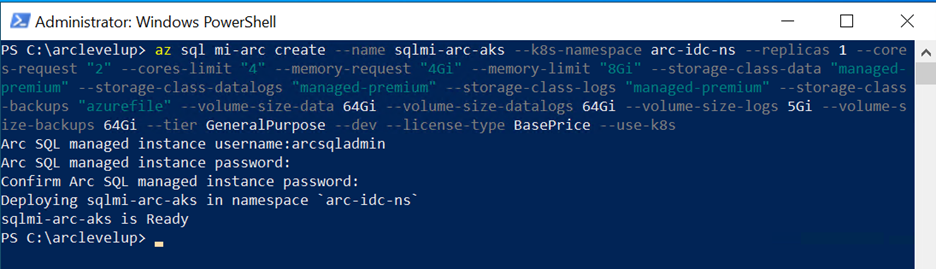 Administrator: Windows PowerShell
PS C:\arclevelup> az sql mi-arc create --name sqlmi-arc-aks --k8s-namespace arc-idc-ns --replicas 1 --core
s-request "2" --cores-limit "4" --memory-request "4Gi" --memory-limit "8Gi" --storage-class-data "managed-
premium" --storage-class-datalogs "managed-premium" --storage-class-logs "managed-premium" --storage-class
-backups "azurefile" --volume-size-data 64Gi --volume-size-datalogs 64Gi --volume-size-logs 5Gi --volume-s
ize-backups 64Gi --tier GeneralPurpose --dev --license-type BasePrice --use-k8s
Arc SQL managed instance username:arcsqladmin
Arc SQL managed instance password:
Confirm Arc SQL managed instance password:
Deploying sqlmi-arc-aks in namespace `arc-idc-ns`
sqlmi-arc-aks is Ready
PS C:\arclevelup>